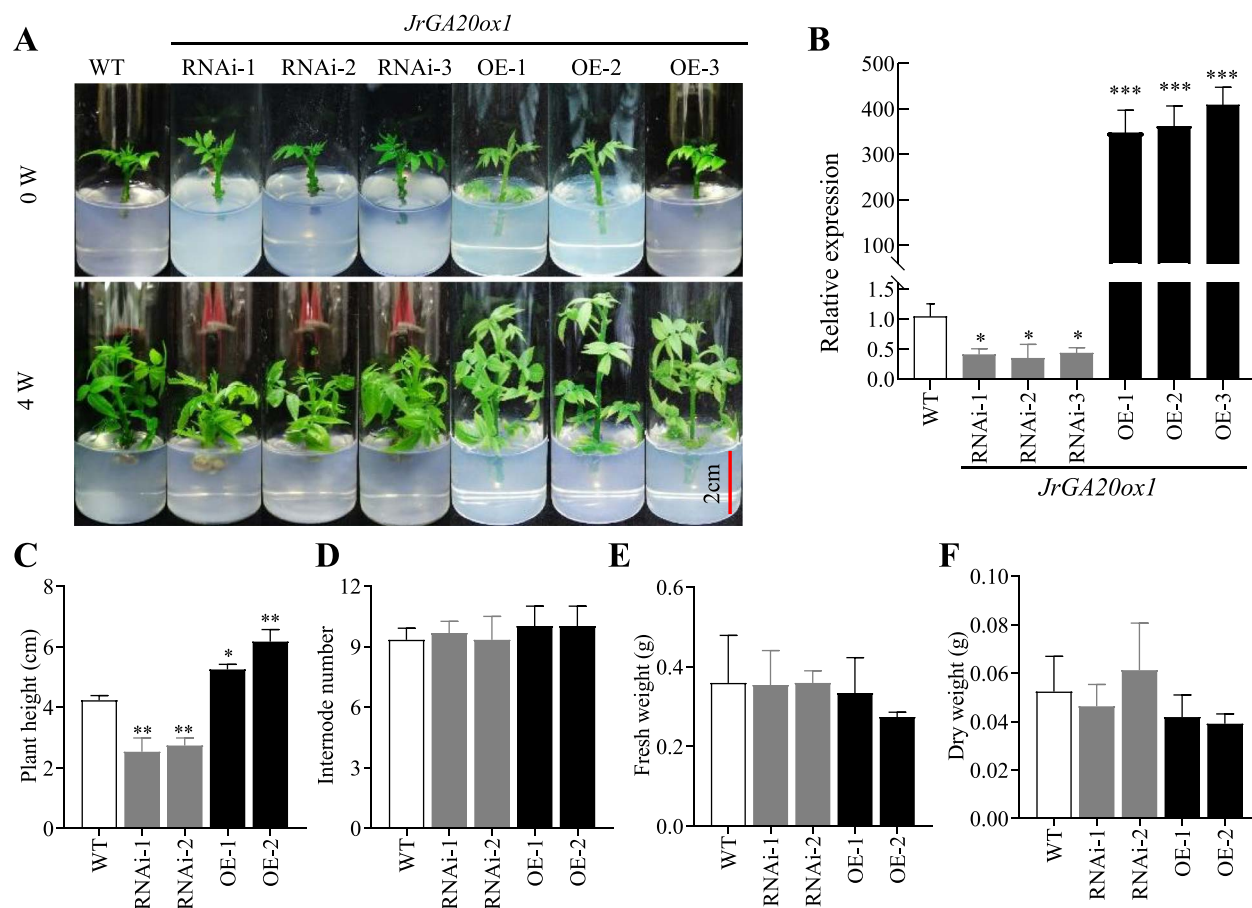 A
JrGA20ox1
WT RNAi-1 RNAi-2 RNAi-3 OE-1 OE-2 OE-3
0 W
4 W
2cm
B
Relative expression
500
400
300
200
100
1.5
1.0
0.5
0.0
* * * *** *** ***
WT RNAi-1 RNAi-2 RNAi-3 OE-1 OE-2 OE-3
JrGA20ox1
C
Plant height (cm)
8
6
4
2
0
** ** * **
WT RNAi-1 RNAi-2 OE-1 OE-2
D
Internode number
12
9
6
3
0
WT RNAi-1 RNAi-2 OE-1 OE-2
E
Fresh weight (g)
0.6
0.4
0.2
0.0
WT RNAi-1 RNAi-2 OE-1 OE-2
F
Dry weight (g)
0.10
0.08
0.06
0.04
0.02
0.00
WT RNAi-1 RNAi-2 OE-1 OE-2